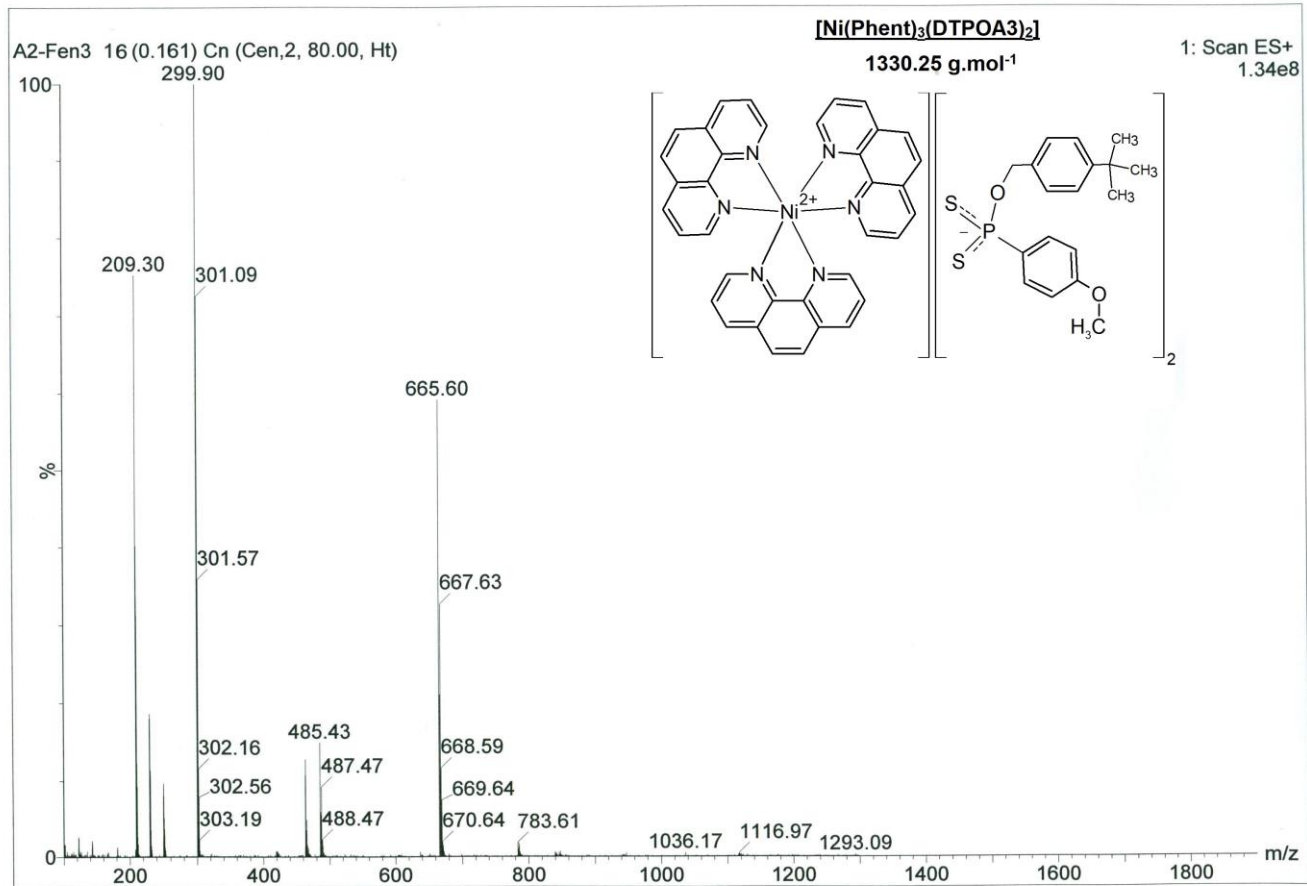 [Ni(Phent)₃(DTPOA3)₂]
1330.25 g.mol⁻¹
A2-Fen3 16 (0.161) Cn (Cen,2, 80.00, Ht)
1: Scan ES+
1.34e8
100
%
0
299.90
209.30
301.09
301.57
302.16
302.56
303.19
485.43
487.47
488.47
665.60
667.63
668.59
669.64
670.64
783.61
1036.17
1116.97
1293.09
m/z
200 400 600 800 1000 1200 1400 1600 1800
N
N
N
Ni
2+
N
N
N
CH3
CH3
CH3
O
S
P
−
S
O
H₃C
2